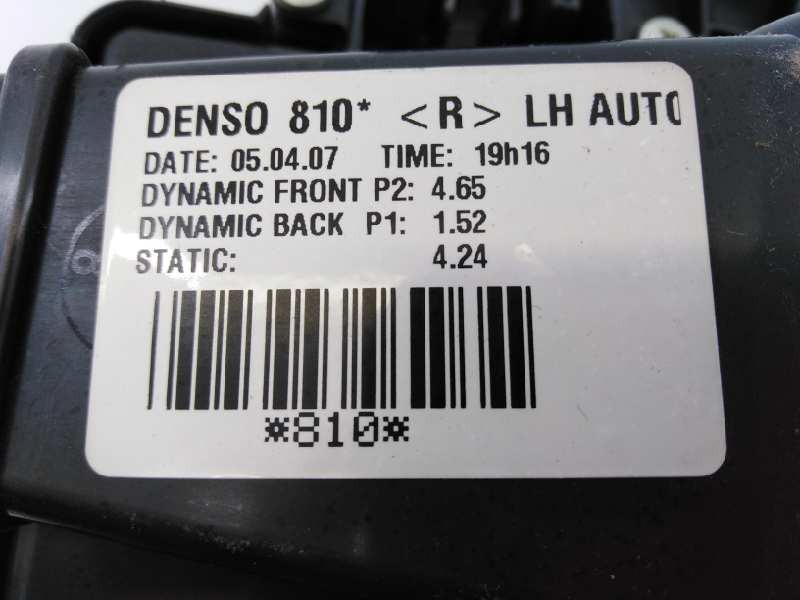 DENSO 810* <R> LH AUTO
DATE: 05.04.07 TIME: 19h16
DYNAMIC FRONT P2: 4.65
DYNAMIC BACK P1: 1.52
STATIC: 4.24
*810*